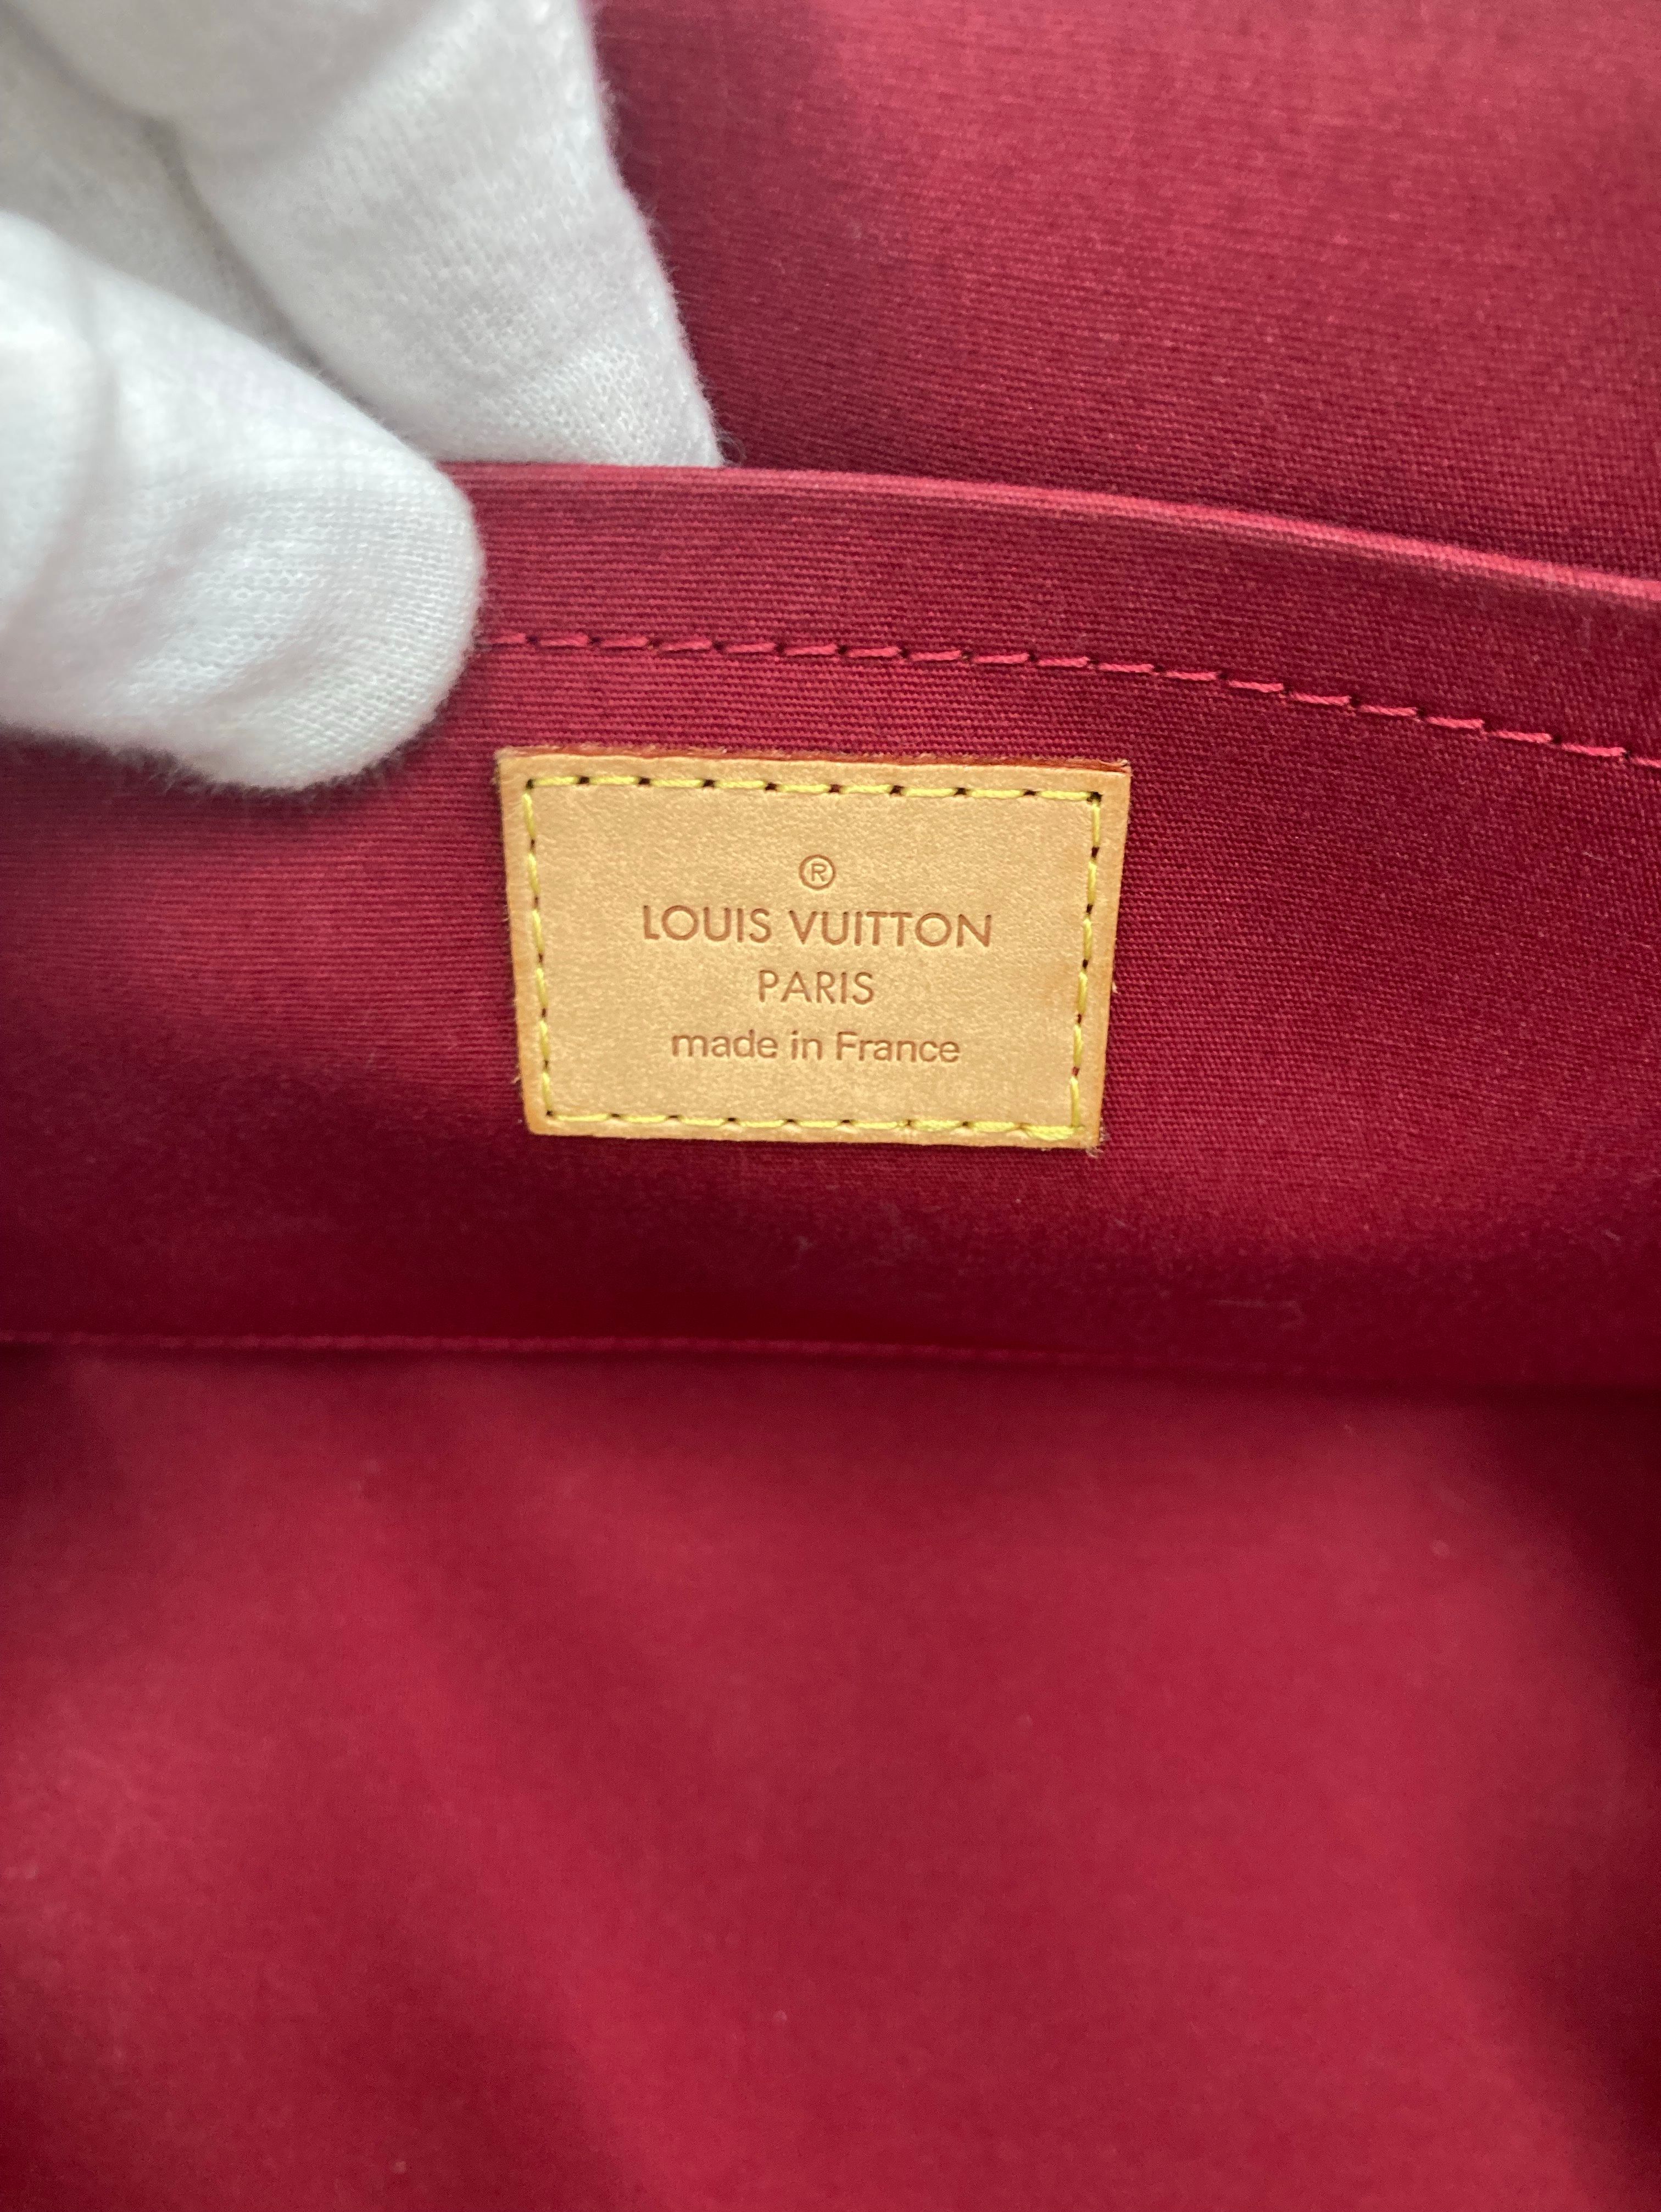 ®
LOUIS VUITTON
PARIS
made in France